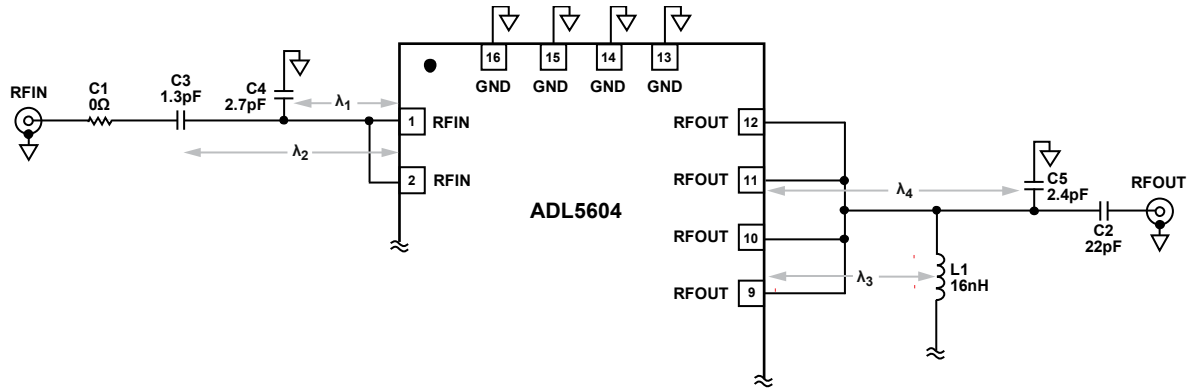 16
15
14
13
GND
GND
GND
GND
RFIN
C1
0Ω
C3
1.3pF
C4
2.7pF
λ1
λ2
1
RFIN
2
RFIN
ADL5604
RFOUT
12
RFOUT
11
RFOUT
10
RFOUT
9
λ4
λ3
L1
16nH
C5
2.4pF
C2
22pF
RFOUT